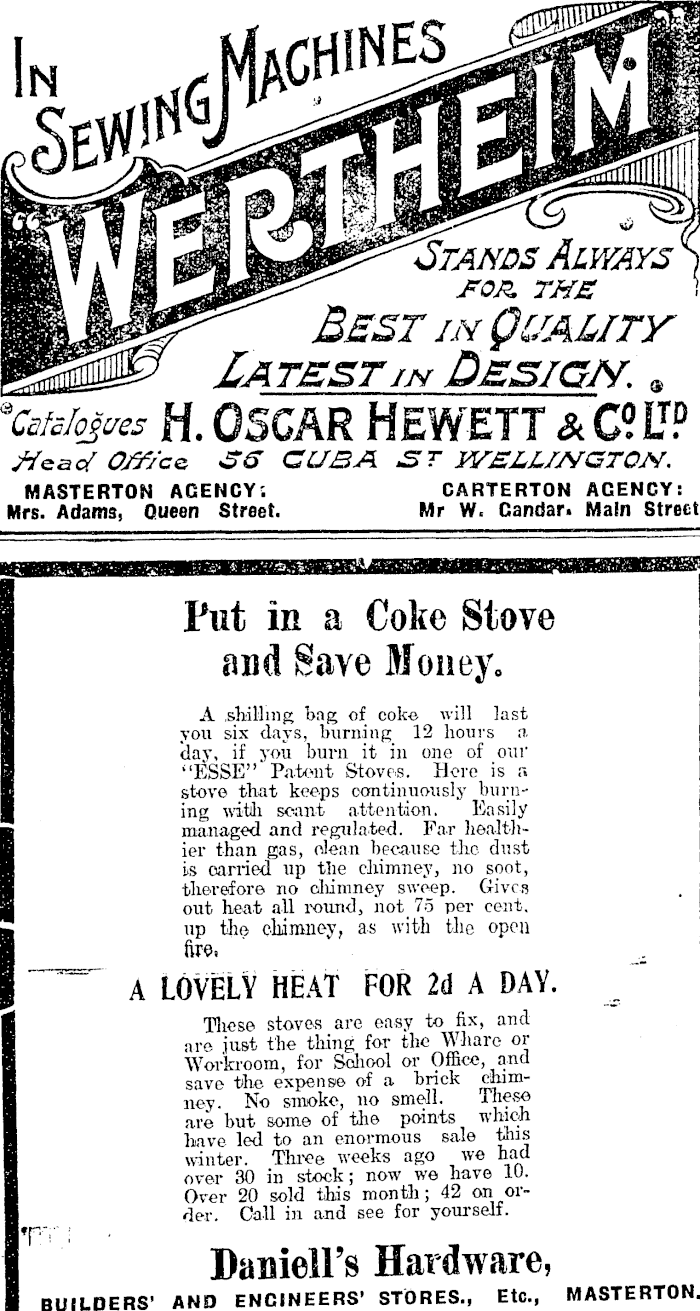 IN
SEWING MACHINES
"WERTHEIM"
STANDS ALWAYS
FOR THE
BEST IN QUALITY
LATEST IN DESIGN.
Catalogues H. OSCAR HEWETT & CO. LTD
Head Office 56 CUBA ST WELLINGTON.
MASTERTON AGENCY:
Mrs. Adams, Queen Street.
CARTERTON AGENCY:
Mr W. Candar. Main Street
Put in a Coke Stove
and Save Money.
A shilling bag of coke will last
you six days, burning 12 hours a
day, if you burn it in one of our
"ESSE" Patent Stoves. Here is a
stove that keeps continuously burn-
ing with scant attention. Easily
managed and regulated. Far health-
ier than gas, clean because the dust
is carried up the chimney, no soot,
therefore no chimney sweep. Gives
out heat all round, not 75 per cent.
up the chimney, as with the open
fire.
A LOVELY HEAT FOR 2d A DAY.
These stoves are easy to fix, and
are just the thing for the Whare or
Workroom, for School or Office, and
save the expense of a brick chim-
ney. No smoke, no smell. These
are but some of the points which
have led to an enormous sale this
winter. Three weeks ago we had
over 30 in stock; now we have 10.
Over 20 sold this month; 42 on or-
der. Call in and see for yourself.
Daniell's Hardware,
BUILDERS' AND ENGINEERS' STORES., Etc., MASTERTON.